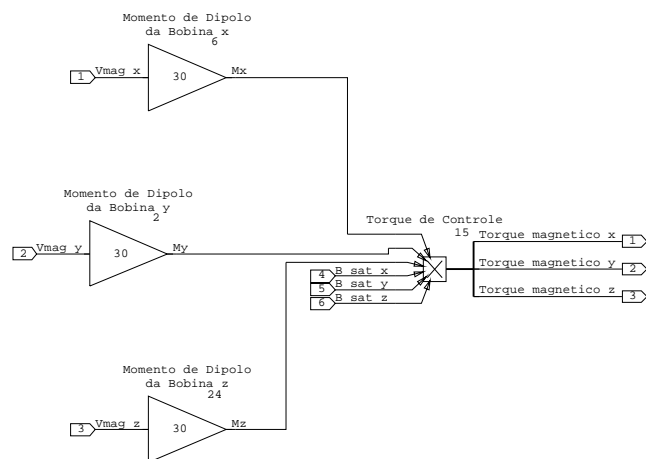 Momento de Dipolo
da Bobina x
6
1
Vmag x
30
Mx
Momento de Dipolo
da Bobina y
2
2
Vmag y
30
My
Torque de Controle
15
4
B sat x
5
B sat y
6
B sat z
Torque magnetico x
1
Torque magnetico y
2
Torque magnetico z
3
Momento de Dipolo
da Bobina z
24
3
Vmag z
30
Mz